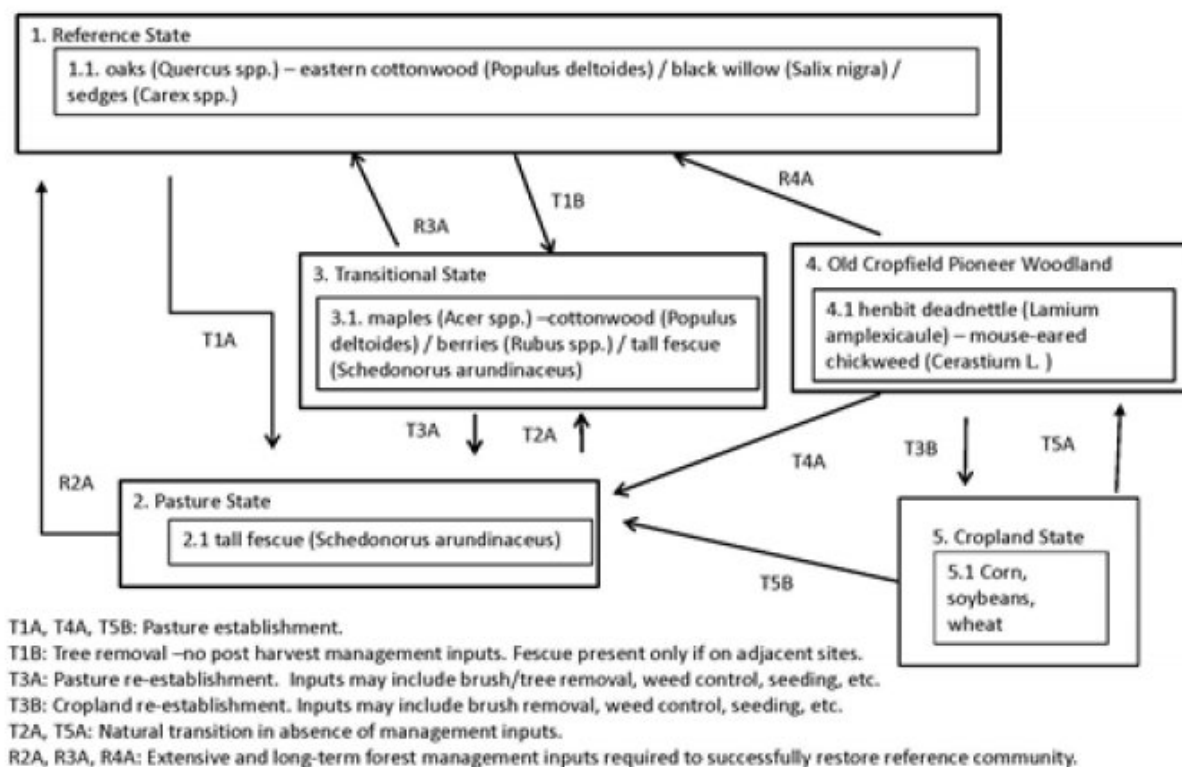 1. Reference State
1.1. oaks (Quercus spp.) – eastern cottonwood (Populus deltoides) / black willow (Salix nigra) /
sedges (Carex spp.)
R4A
T1B
R3A
3. Transitional State
3.1. maples (Acer spp.) –cottonwood (Populus
deltoides) / berries (Rubus spp.) / tall fescue
(Schedonorus arundinaceus)
4. Old Cropfield Pioneer Woodland
4.1 henbit deadnettle (Lamium
amplexicaule) – mouse-eared
chickweed (Cerastium L. )
T1A
T3A
T2A
T4A
T3B
T5A
R2A
2. Pasture State
2.1 tall fescue (Schedonorus arundinaceus)
T5B
5. Cropland State
5.1 Corn,
soybeans,
wheat
T1A, T4A, T5B: Pasture establishment.
T1B: Tree removal –no post harvest management inputs. Fescue present only if on adjacent sites.
T3A: Pasture re-establishment. Inputs may include brush/tree removal, weed control, seeding, etc.
T3B: Cropland re-establishment. Inputs may include brush removal, weed control, seeding, etc.
T2A, T5A: Natural transition in absence of management inputs.
R2A, R3A, R4A: Extensive and long-term forest management inputs required to successfully restore reference community.